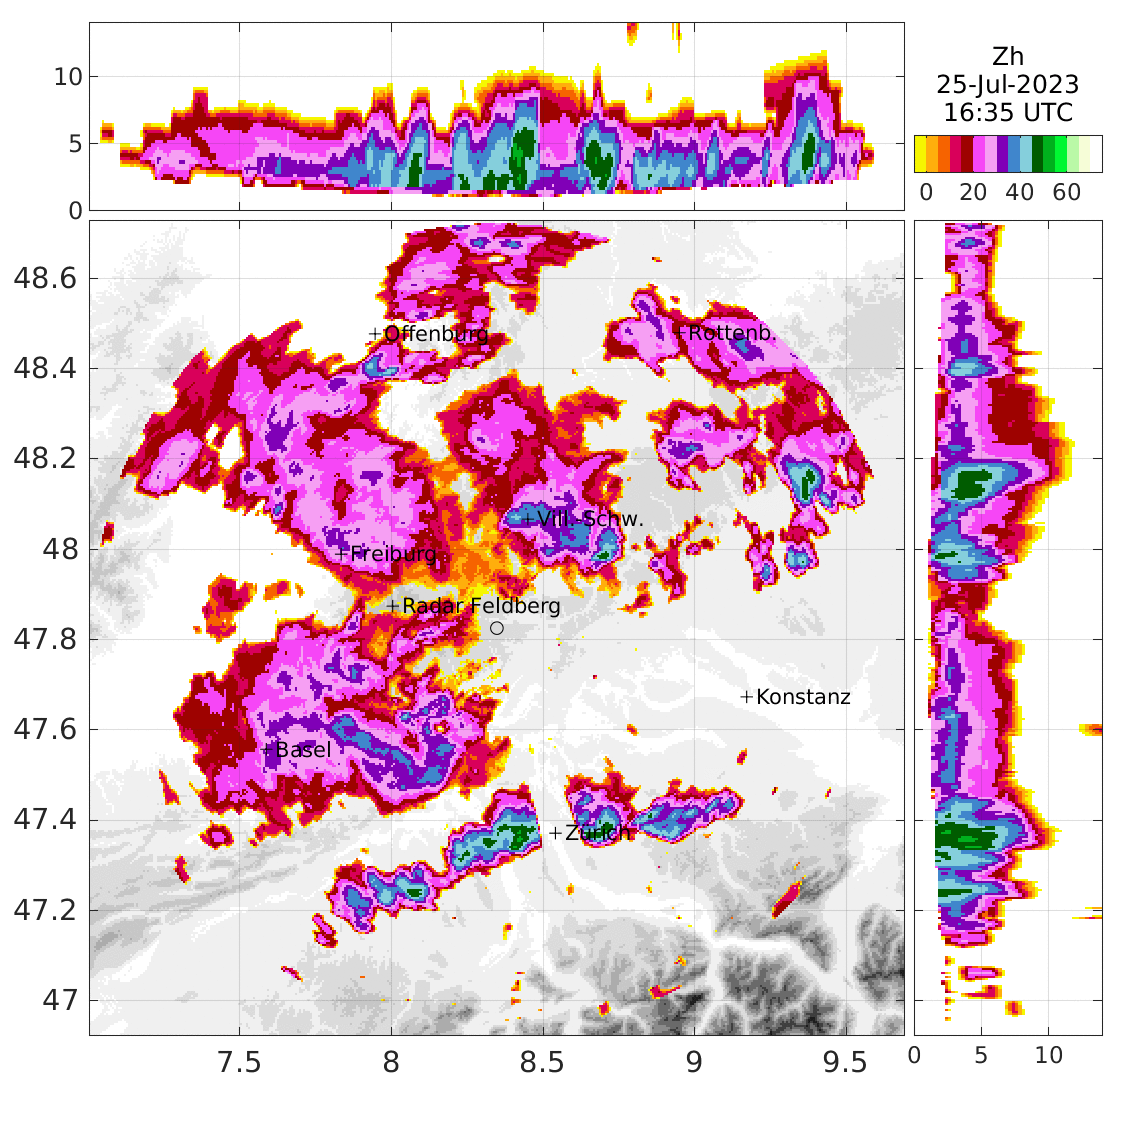 10
5
0
Zh
25-Jul-2023
16:35 UTC
0 20 40 60
48.6
48.4
48.2
48
47.8
47.6
47.4
47.2
47
+Offenburg
+Rottenb.
+Vill.-Schw.
+Freiburg
+Radar Feldberg
+Konstanz
+Basel
+Zürich
7.5 8 8.5 9 9.5
0 5 10